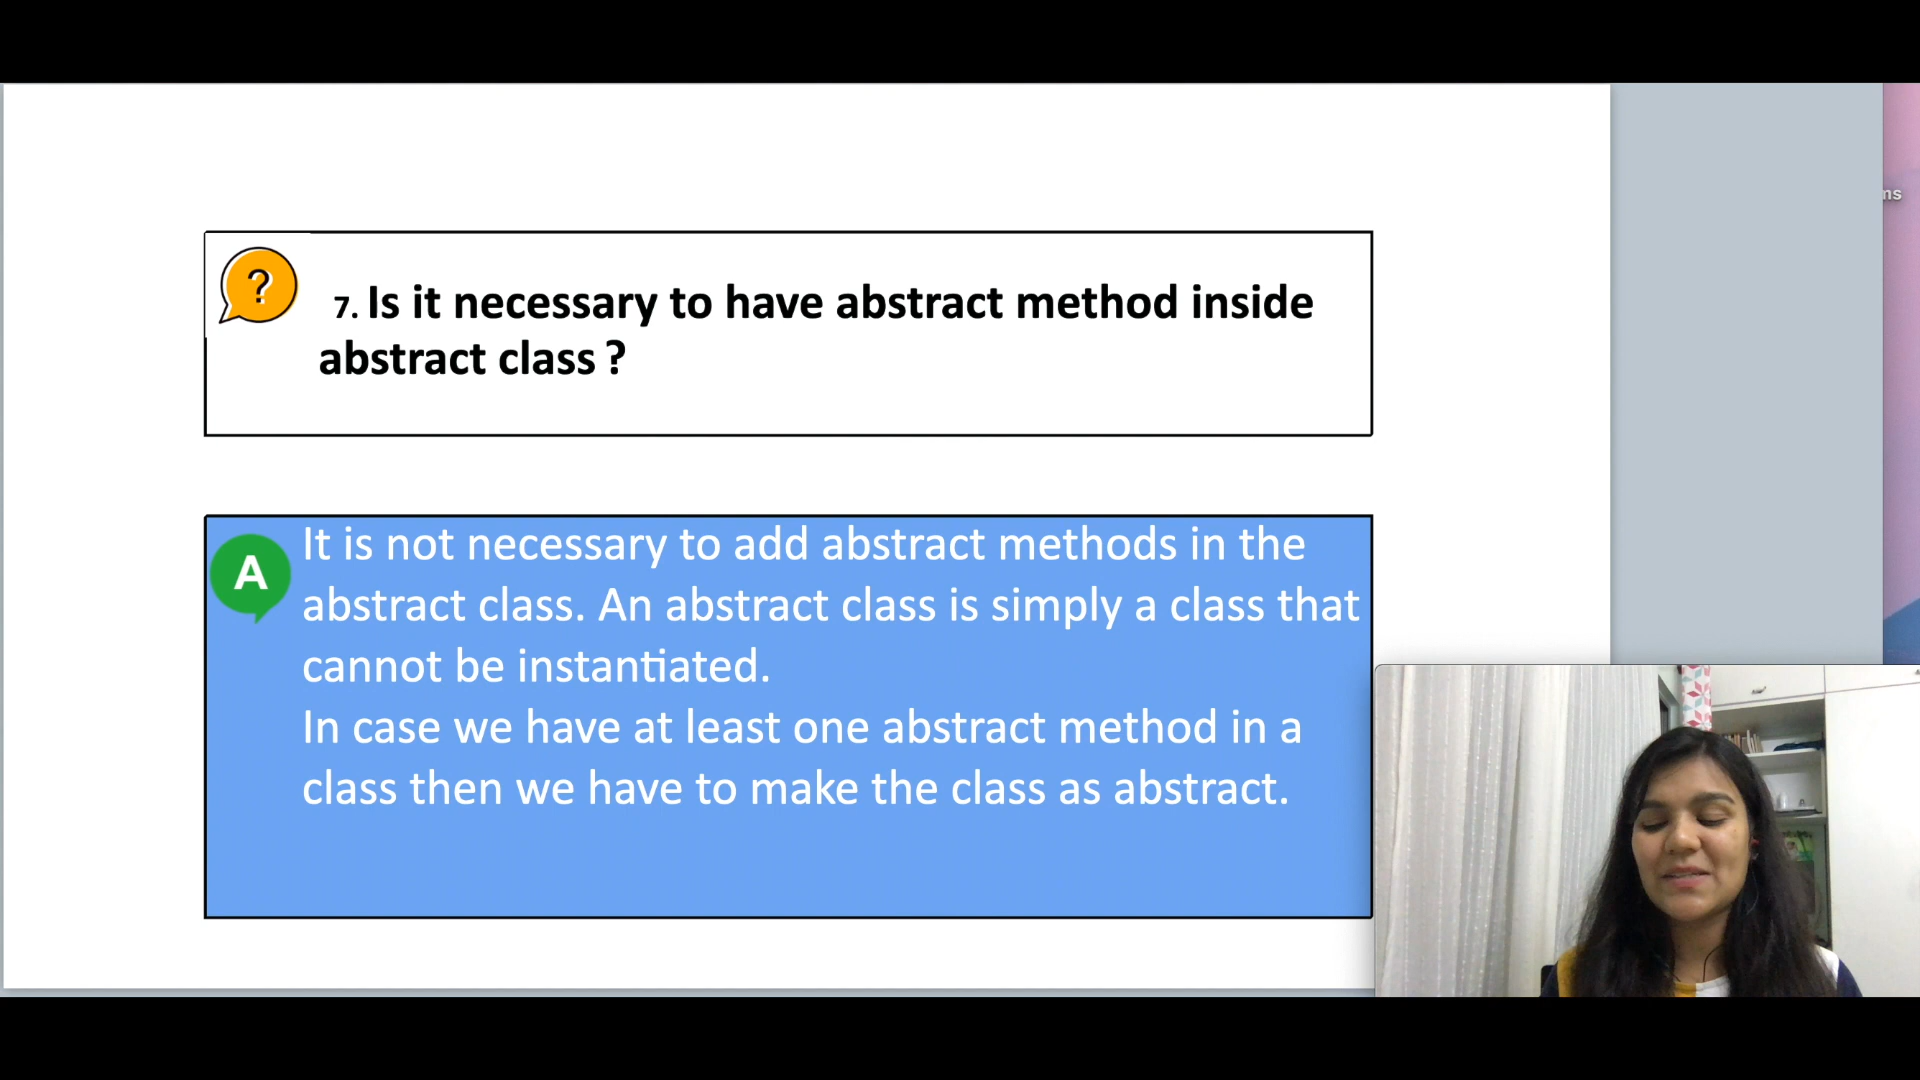 ?
7. Is it necessary to have abstract method inside
abstract class ?
A
It is not necessary to add abstract methods in the
abstract class. An abstract class is simply a class that
cannot be instantiated.
In case we have at least one abstract method in a
class then we have to make the class as abstract.